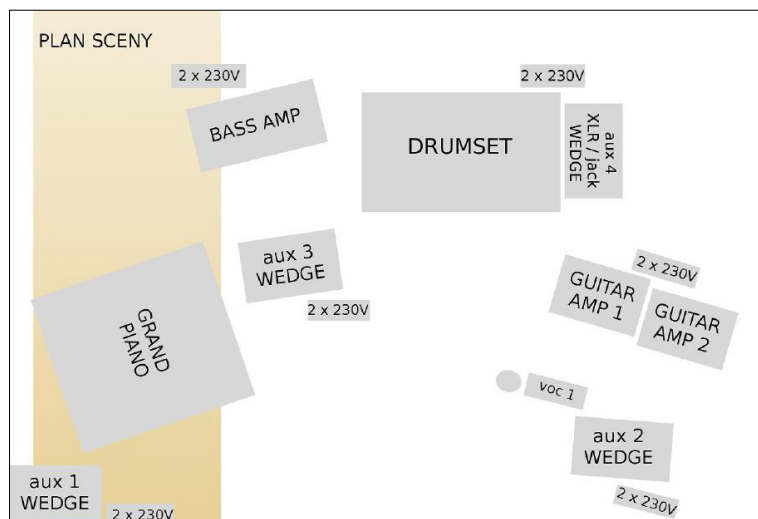 PLAN SCENY
2 x 230V
BASS AMP
2 x 230V
DRUMSET
aux 4
XLR / jack
WEDGE
aux 3
WEDGE
2 x 230V
GRAND
PIANO
2 x 230V
GUITAR
AMP 1
GUITAR
AMP 2
voc 1
aux 2
WEDGE
2 x 230V
aux 1
WEDGE
2 x 230V